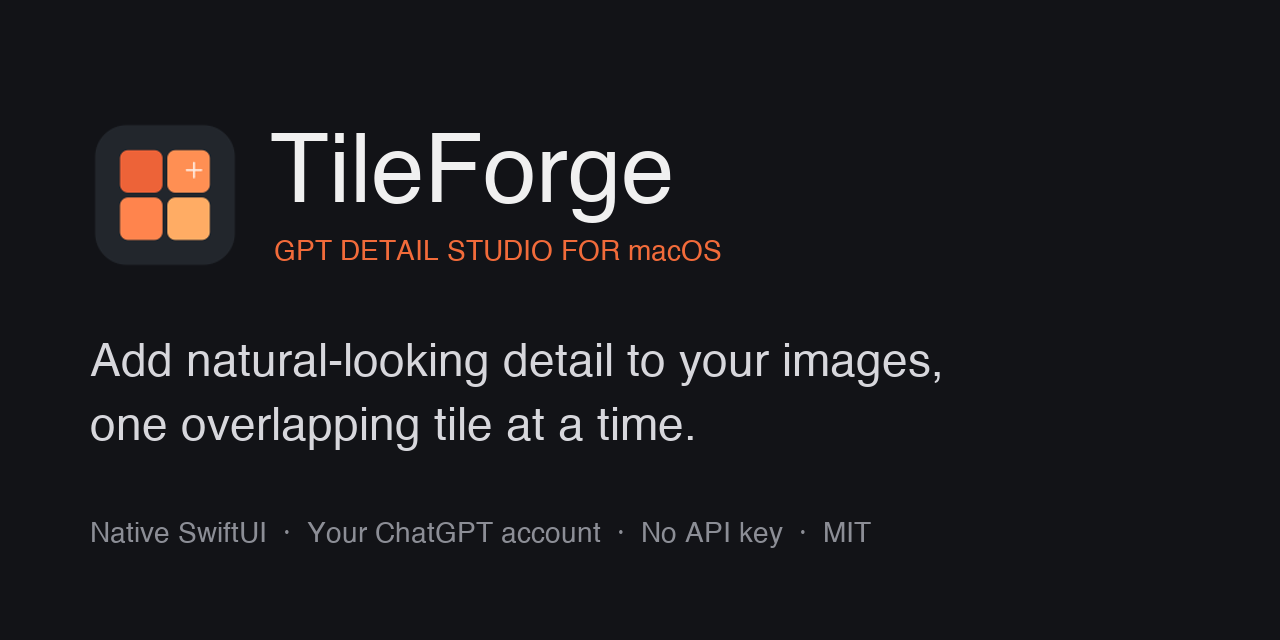 TileForge
GPT DETAIL STUDIO FOR macOS
Add natural-looking detail to your images,
one overlapping tile at a time.
Native SwiftUI · Your ChatGPT account · No API key · MIT